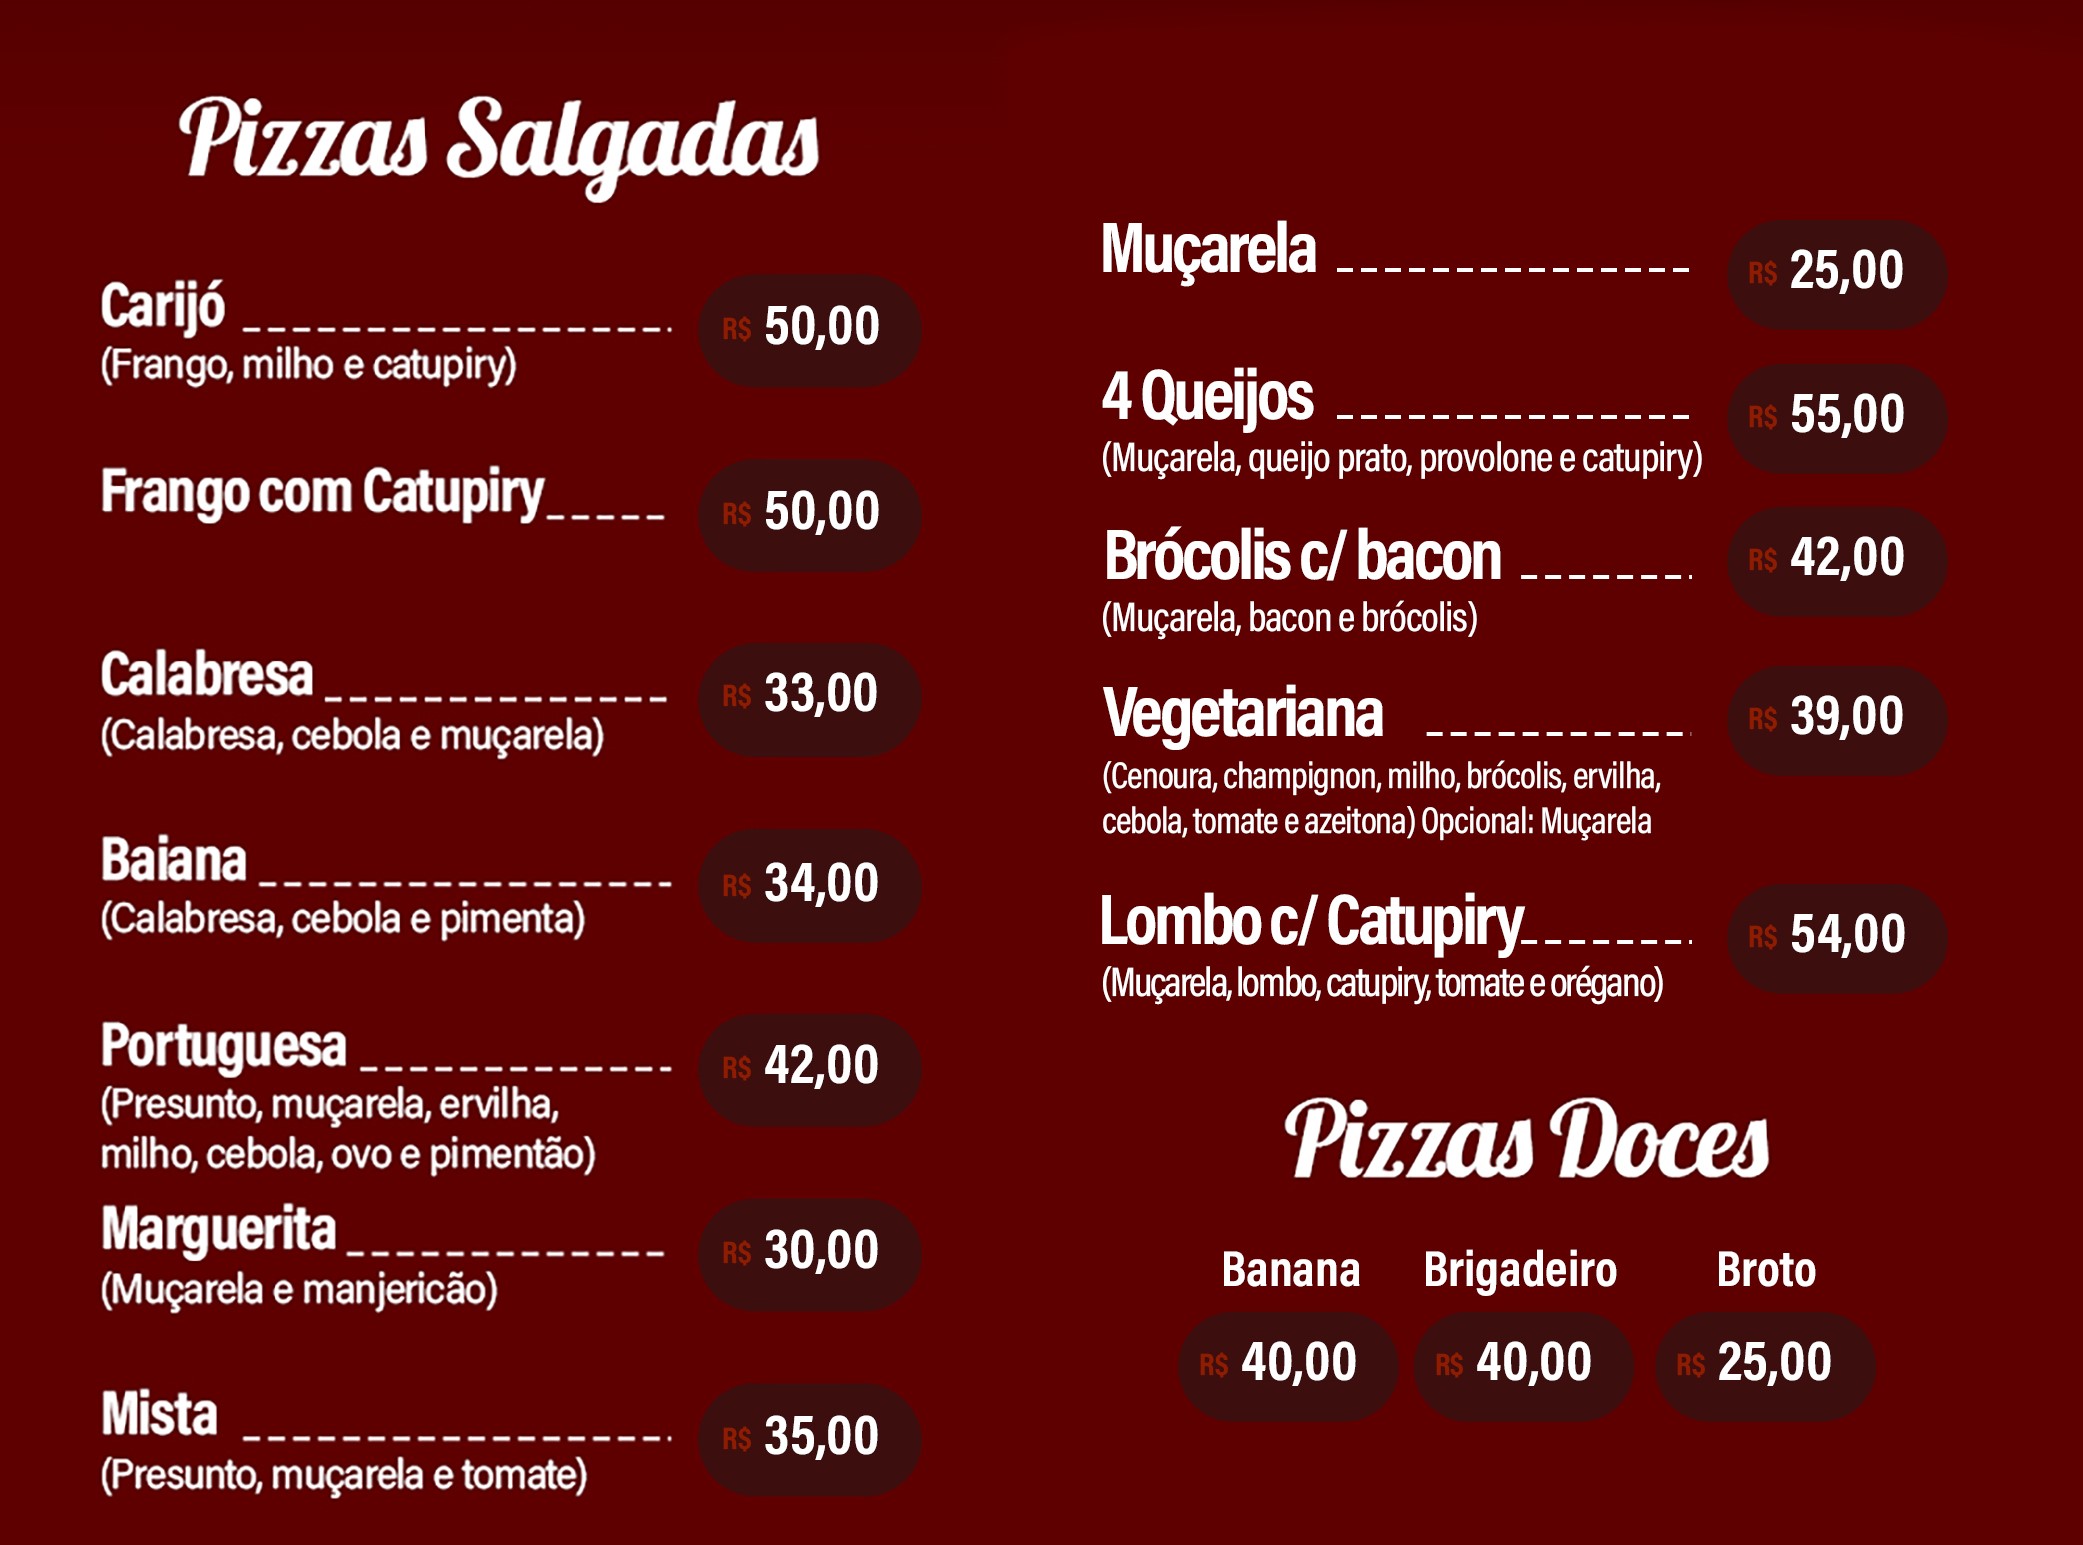 Pizzas Salgadas
Carijó R$ 50,00
(Frango, milho e catupiry)
Frango com Catupiry R$ 50,00
Calabresa R$ 33,00
(Calabresa, cebola e muçarela)
Baiana R$ 34,00
(Calabresa, cebola e pimenta)
Portuguesa R$ 42,00
(Presunto, muçarela, ervilha,
milho, cebola, ovo e pimentão)
Marguerita R$ 30,00
(Muçarela e manjericão)
Mista R$ 35,00
(Presunto, muçarela e tomate)
Muçarela R$ 25,00
4 Queijos R$ 55,00
(Muçarela, queijo prato, provolone e catupiry)
Brócolis c/ bacon R$ 42,00
(Muçarela, bacon e brócolis)
Vegetariana R$ 39,00
(Cenoura, champignon, milho, brócolis, ervilha,
cebola, tomate e azeitona) Opcional: Muçarela
Lombo c/ Catupiry R$ 54,00
(Muçarela, lombo, catupiry, tomate e orégano)
Pizzas Doces
Banana Brigadeiro Broto
R$ 40,00 R$ 40,00 R$ 25,00